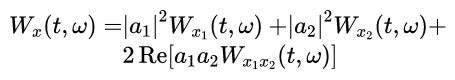 W_x(t, ω) =|a_1|^2 W_{x_1}(t, ω) +|a_2|^2 W_{x_2}(t, ω)+
2 Re[a_1 a_2 W_{x_1 x_2}(t, ω)]